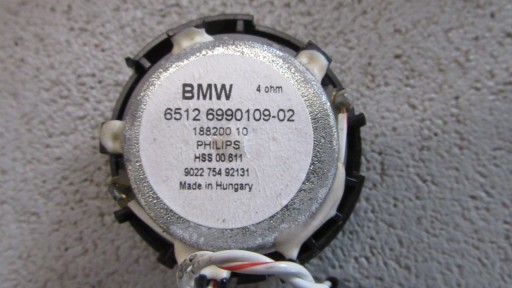 BMW 4 ohm
6512 6990109-02
188200 10
PHILIPS
HSS 00 611
9022 754 92131
Made in Hungary